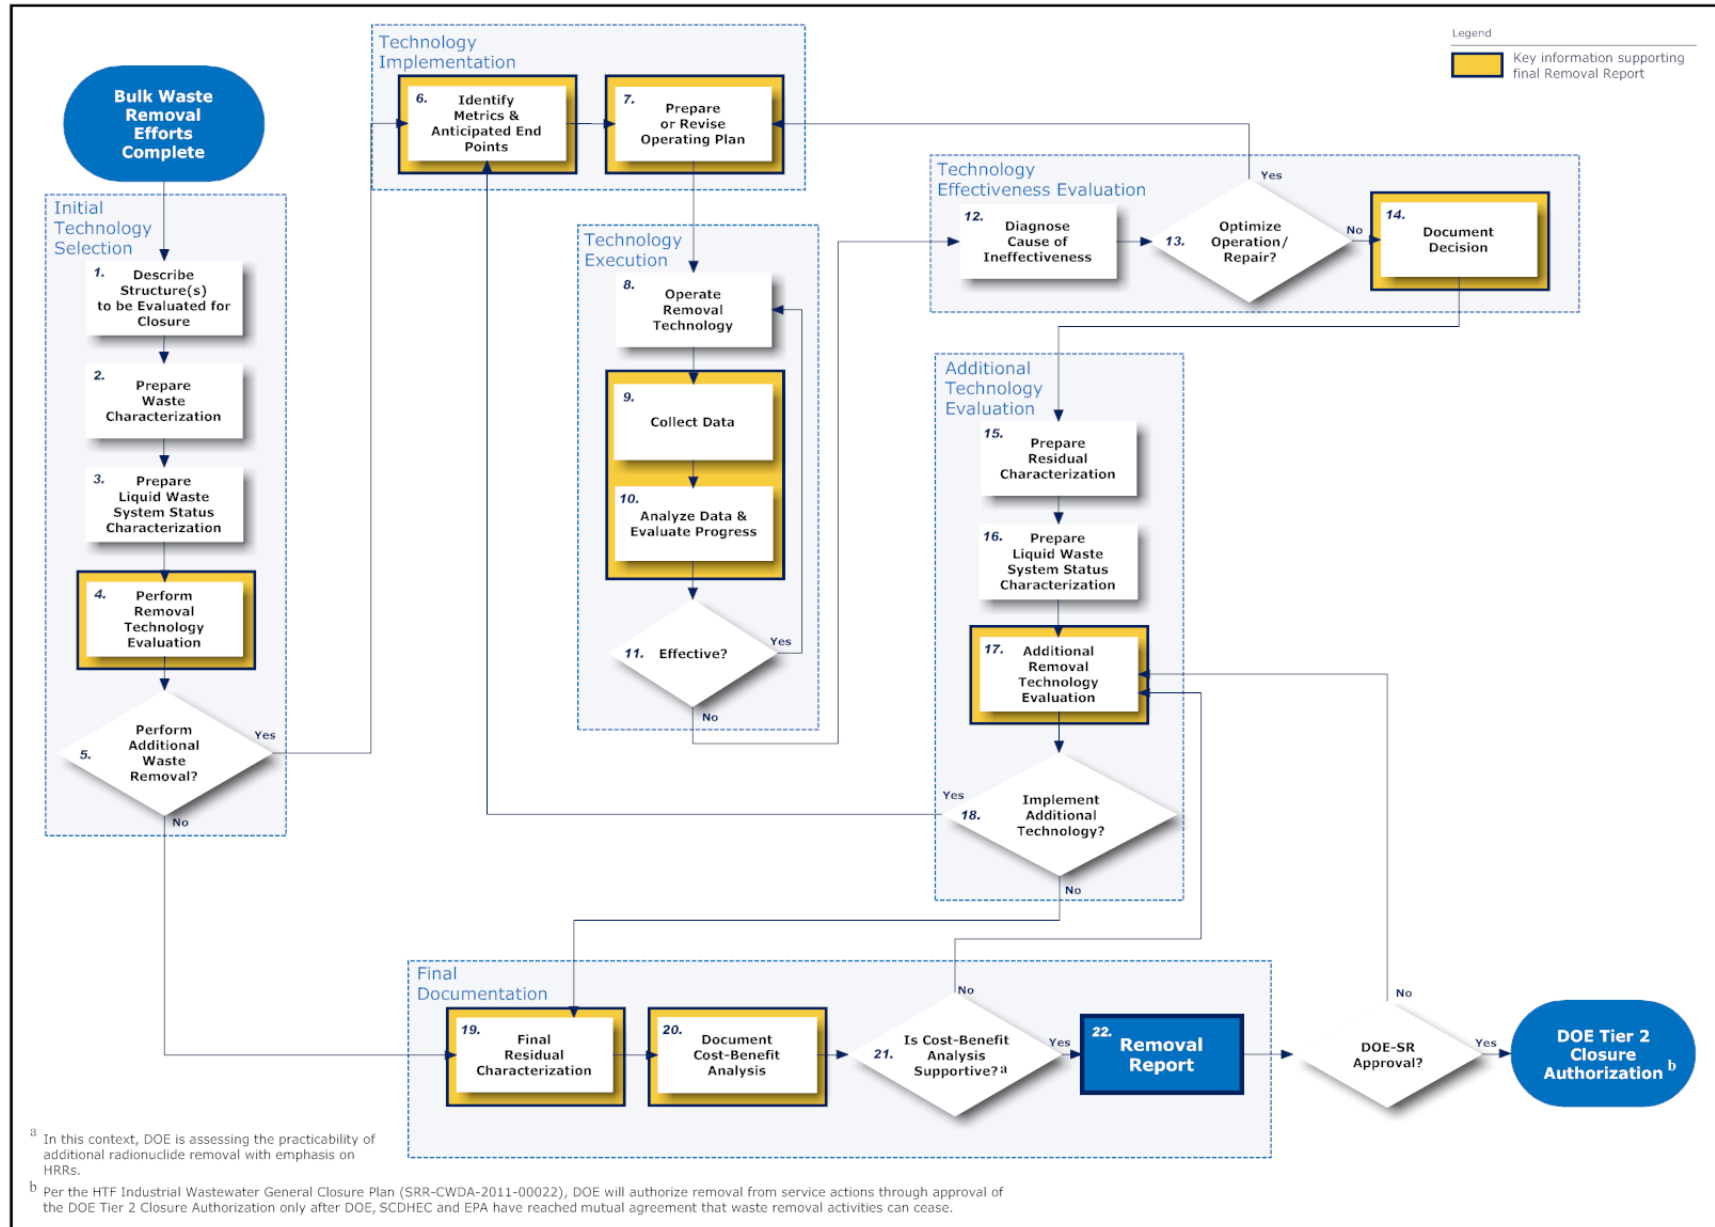 Legend
Key information supporting
final Removal Report
Bulk Waste
Removal
Efforts
Complete
Initial
Technology
Selection
1. Describe
Structure(s)
to be Evaluated for
Closure
2. Prepare
Waste
Characterization
3. Prepare
Liquid Waste
System Status
Characterization
4. Perform
Removal
Technology
Evaluation
5. Perform
Additional
Waste
Removal?
Yes
No
Technology
Implementation
6. Identify
Metrics &
Anticipated End
Points
7. Prepare
or Revise
Operating Plan
Technology
Execution
8. Operate
Removal
Technology
9. Collect Data
10. Analyze Data &
Evaluate Progress
11. Effective?
Yes
No
Technology
Effectiveness Evaluation
12. Diagnose
Cause of
Ineffectiveness
13. Optimize
Operation/
Repair?
Yes
No
14. Document
Decision
Additional
Technology
Evaluation
15. Prepare
Residual
Characterization
16. Prepare
Liquid Waste
System Status
Characterization
17. Additional
Removal
Technology
Evaluation
18. Implement
Additional
Technology?
Yes
No
Final
Documentation
19. Final
Residual
Characterization
20. Document
Cost-Benefit
Analysis
21. Is Cost-Benefit
Analysis
Supportive? a
No
Yes
22. Removal
Report
DOE-SR
Approval?
No
Yes
DOE Tier 2
Closure
Authorization b
a In this context, DOE is assessing the practicability of
additional radionuclide removal with emphasis on
HRRs.
b Per the HTF Industrial Wastewater General Closure Plan (SRR-CWDA-2011-00022), DOE will authorize removal from service actions through approval of
the DOE Tier 2 Closure Authorization only after DOE, SCDHEC and EPA have reached mutual agreement that waste removal activities can cease.